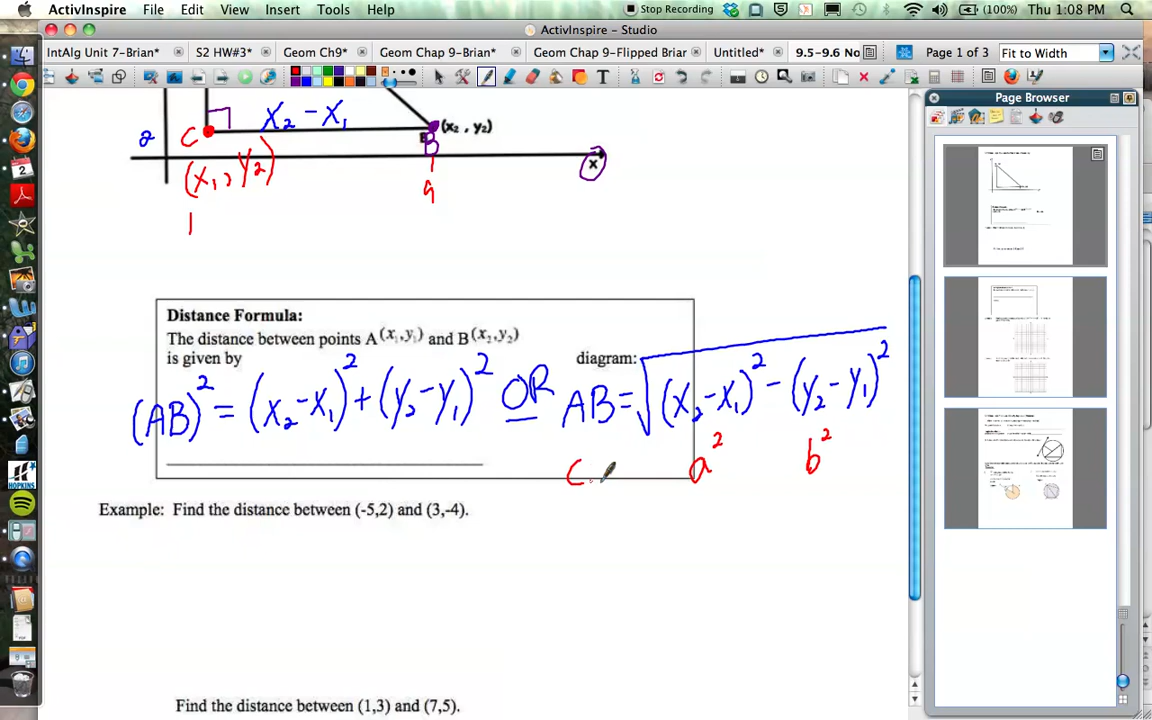 ActivInspire File Edit View Insert Tools Help Stop Recording (100%) Thu 1:08 PM
ActivInspire - Studio
IntAlg Unit 7-Brian* S2 HW#3* Geom Ch9* Geom Chap 9-Brian* Geom Chap 9-Flipped Briar Untitled* 9.5-9.6 No Page 1 of 3 Fit to Width
Page Browser
2
C
x₂ - x₁
B (x₂ , y₂)
B
x
(x₁, y₂)
1
9
Distance Formula:
The distance between points A(x₁,y₁) and B(x₂,y₂)
is given by
diagram:
(AB)² = (x₂-x₁)² + (y₂-y₁)² OR AB = √(x₂-x₁)² - (y₂-y₁)²
C a² b²
Example: Find the distance between (-5,2) and (3,-4).
Find the distance between (1,3) and (7,5).